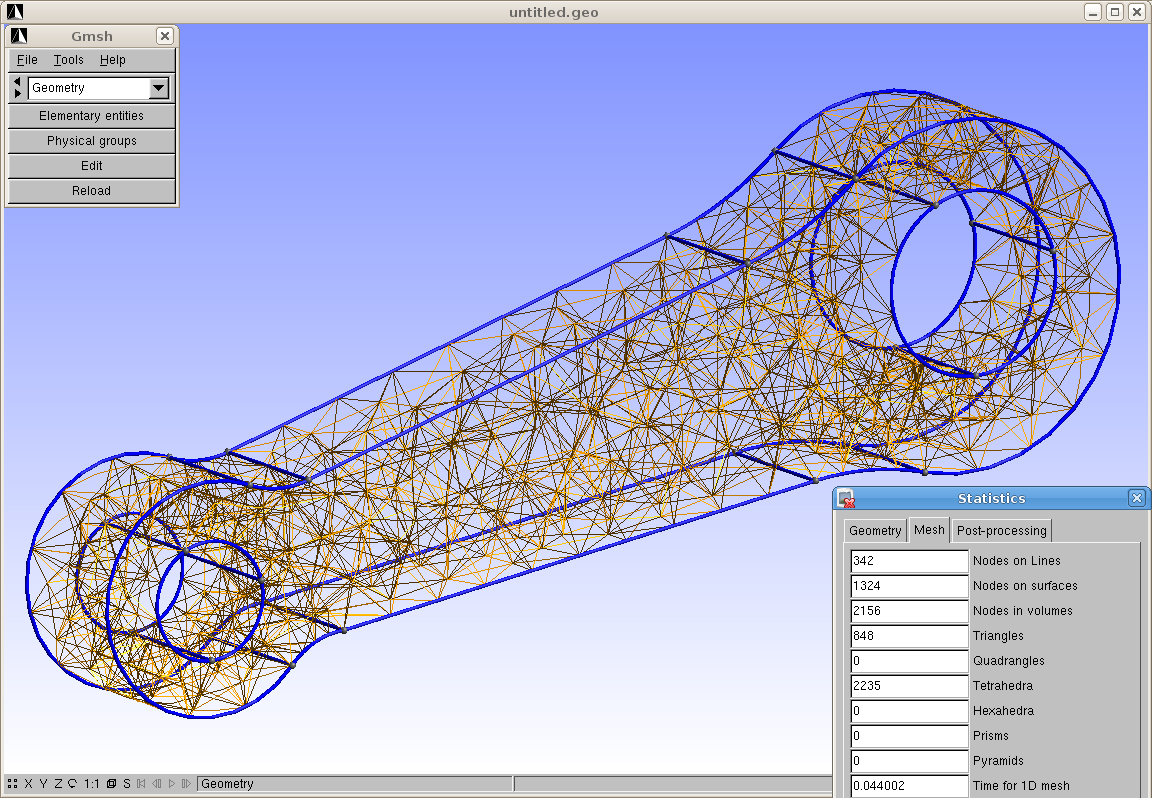 untitled.geo
Gmsh
File Tools Help
Geometry
Elementary entities
Physical groups
Edit
Reload
Statistics
Geometry Mesh Post-processing
342 Nodes on Lines
1324 Nodes on surfaces
2156 Nodes in volumes
848 Triangles
0 Quadrangles
2235 Tetrahedra
0 Hexahedra
0 Prisms
0 Pyramids
0.044002 Time for 1D mesh
X Y Z 1:1 S Geometry